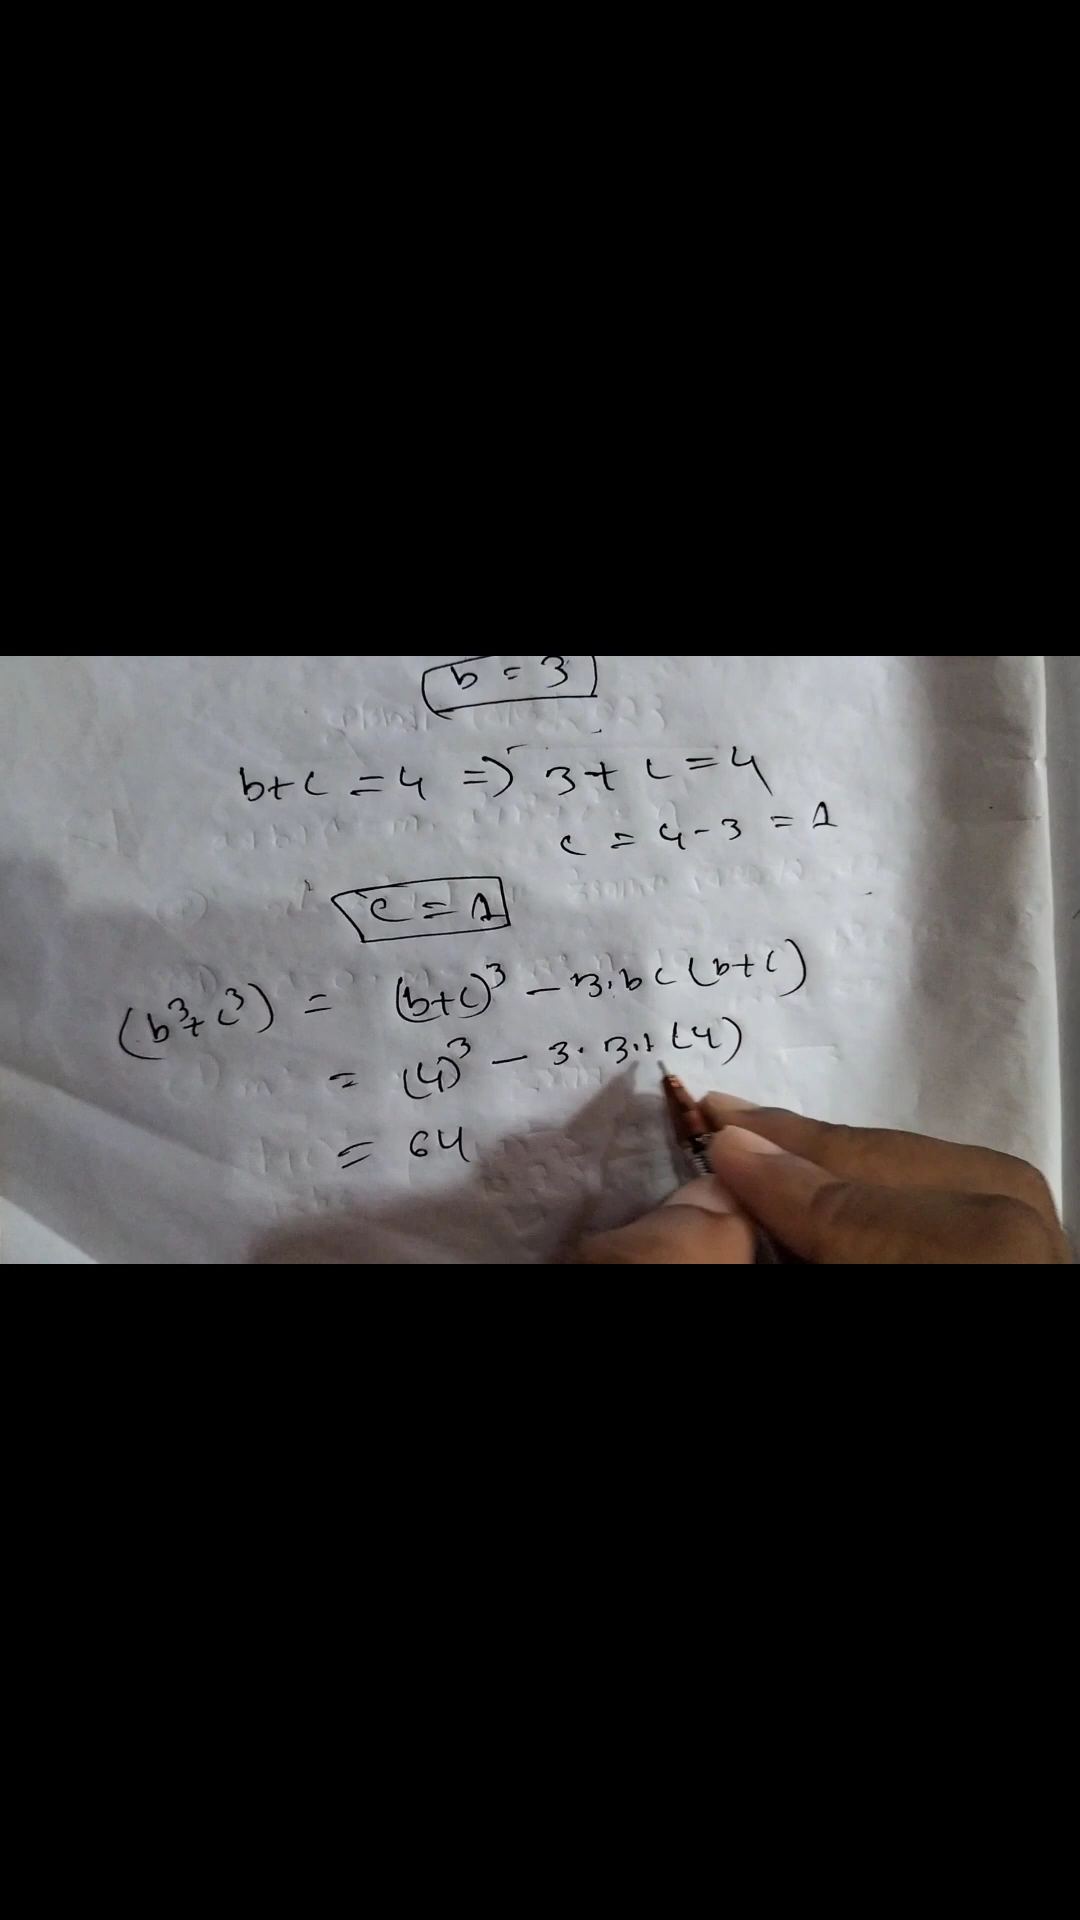 b = 3
b+c = 4 => 3 + c = 4
c = 4 - 3 = 1
c = 1
(b³+c³) = (b+c)³ - 3.bc(b+c)
= (4)³ - 3. 3.1 (4)
= 64